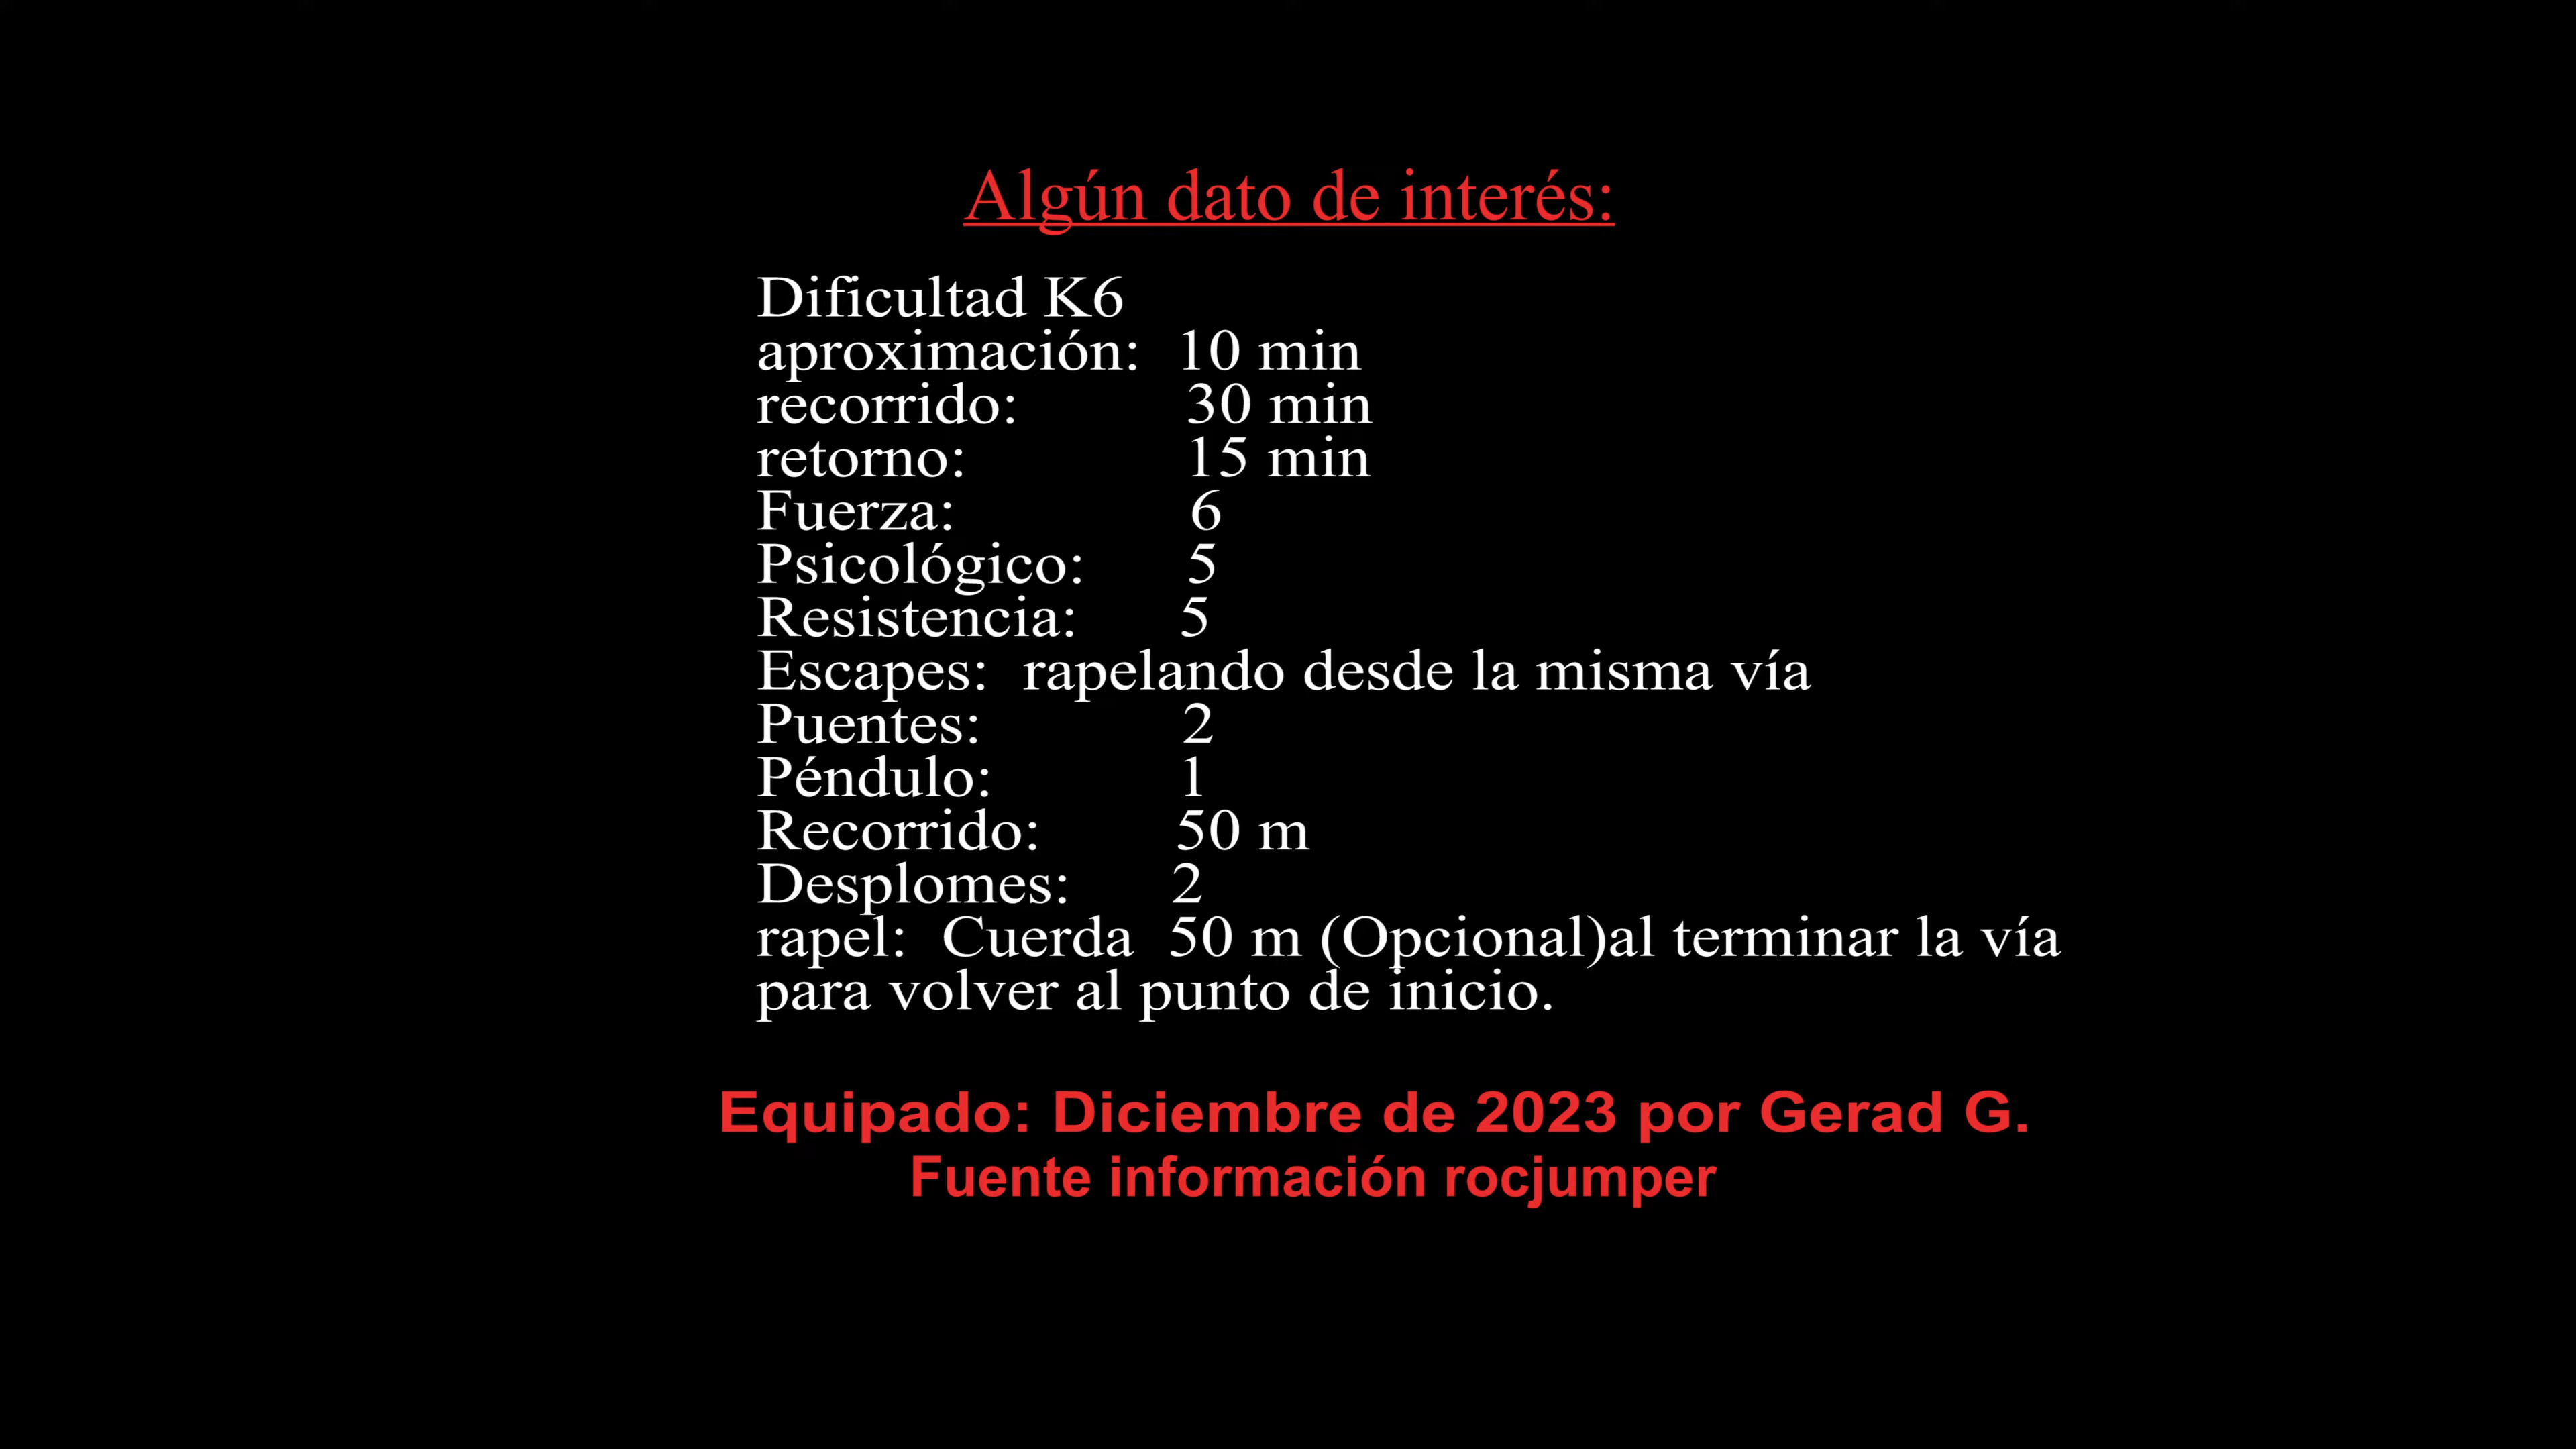 Algún dato de interés:
Dificultad K6
aproximación: 10 min
recorrido: 30 min
retorno: 15 min
Fuerza: 6
Psicológico: 5
Resistencia: 5
Escapes: rapelando desde la misma vía
Puentes: 2
Péndulo: 1
Recorrido: 50 m
Desplomes: 2
rapel: Cuerda 50 m (Opcional)al terminar la vía
para volver al punto de inicio.
Equipado: Diciembre de 2023 por Gerad G.
Fuente información rocjumper